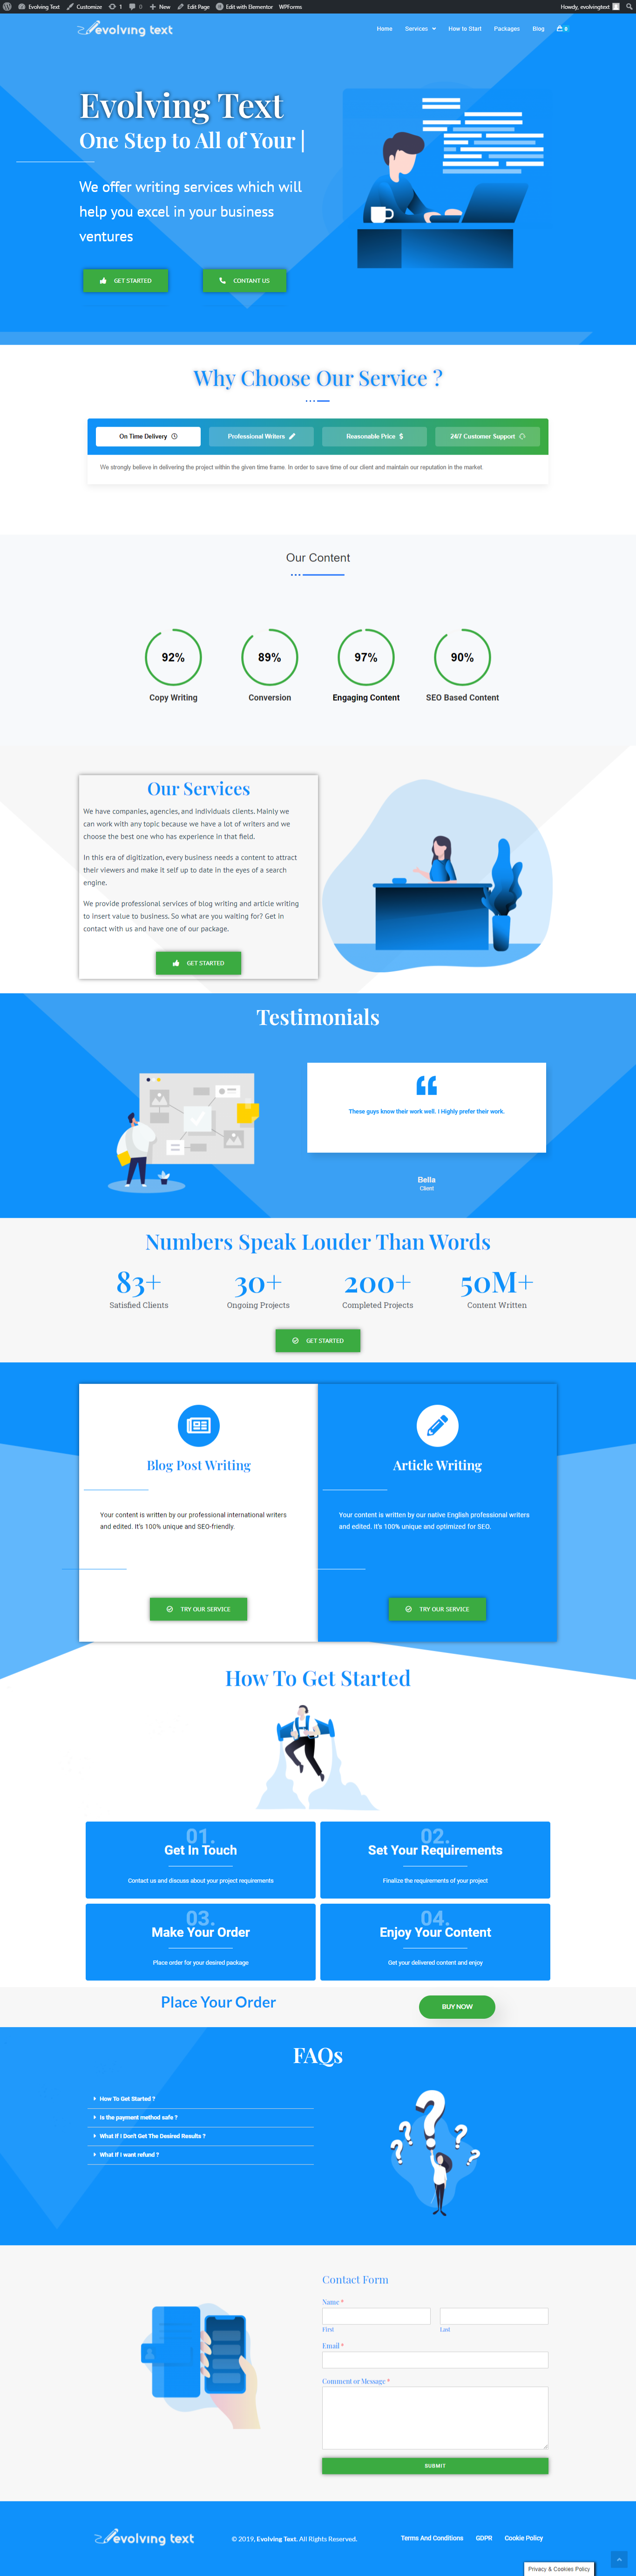 Evolving Text Customize 1 0 New Edit Page Edit with Elementor WPForms Howdy, evolvingtext
evolving text
Home Services How to Start Packages Blog 0
Evolving Text
One Step to All of Your |
We offer writing services which will
help you excel in your business
ventures
GET STARTED CONTANT US
Why Choose Our Service ?
On Time Delivery Professional Writers Reasonable Price $ 24/7 Customer Support
We strongly believe in delivering the project within the given time frame. In order to save time of our client and maintain our reputation in the market
Our Content
92% 89% 97% 90%
Copy Writing Conversion Engaging Content SEO Based Content
Our Services
We have companies, agencies, and individuals clients. Mainly we
can work with any topic because we have a lot of writers and we
choose the best one who has experience in that field.
In this era of digitization, every business needs a content to attract
their viewers and make it self up to date in the eyes of a search
engine.
We provide professional services of blog writing and article writing
to insert value to business. So what are you waiting for? Get in
contact with us and have one of our package.
GET STARTED
Testimonials
These guys know their work well. I Highly prefer their work.
Bella
Client
Numbers Speak Louder Than Words
83+ 30+ 200+ 50M+
Satisfied Clients Ongoing Projects Completed Projects Content Written
GET STARTED
Blog Post Writing
Your content is written by our professional international writers
and edited. It's 100% unique and SEO-friendly.
TRY OUR SERVICE
Article Writing
Your content is written by our native English professional writers
and edited. It's 100% unique and optimized for SEO.
TRY OUR SERVICE
How To Get Started
01.
Get In Touch
Contact us and discuss about your project requirements
02.
Set Your Requirements
Finalize the requirements of your project
03.
Make Your Order
Place order for your desired package
04.
Enjoy Your Content
Get your delivered content and enjoy
Place Your Order BUY NOW
FAQs
How To Get Started ?
Is the payment method safe ?
What If I Don't Get The Desired Results ?
What If I want refund ?
Contact Form
Name *
First Last
Email *
Comment or Message *
SUBMIT
evolving text
© 2019, Evolving Text. All Rights Reserved.
Terms And Conditions GDPR Cookie Policy
Privacy & Cookies Policy